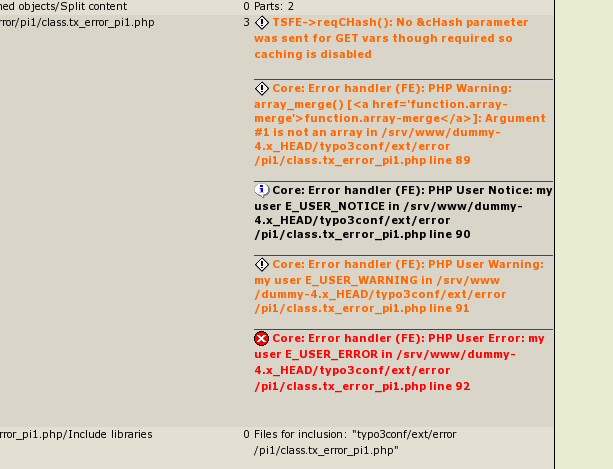 ned objects/Split content 0 Parts: 2
rror/pi1/class.tx_error_pi1.php 3 TSFE->reqCHash(): No &cHash parameter
was sent for GET vars though required so
caching is disabled
Core: Error handler (FE): PHP Warning:
array_merge() [<a href='function.array-
merge'>function.array-merge</a>]: Argument
#1 is not an array in /srv/www/dummy-
4.x_HEAD/typo3conf/ext/error
/pi1/class.tx_error_pi1.php line 89
Core: Error handler (FE): PHP User Notice: my
user E_USER_NOTICE in /srv/www/dummy-
4.x_HEAD/typo3conf/ext/error
/pi1/class.tx_error_pi1.php line 90
Core: Error handler (FE): PHP User Warning:
my user E_USER_WARNING in /srv/www
/dummy-4.x_HEAD/typo3conf/ext/error
/pi1/class.tx_error_pi1.php line 91
Core: Error handler (FE): PHP User Error: my
user E_USER_ERROR in /srv/www/dummy-
4.x_HEAD/typo3conf/ext/error
/pi1/class.tx_error_pi1.php line 92
rror_pi1.php/Include libraries 0 Files for inclusion: "typo3conf/ext/error
/pi1/class.tx_error_pi1.php"